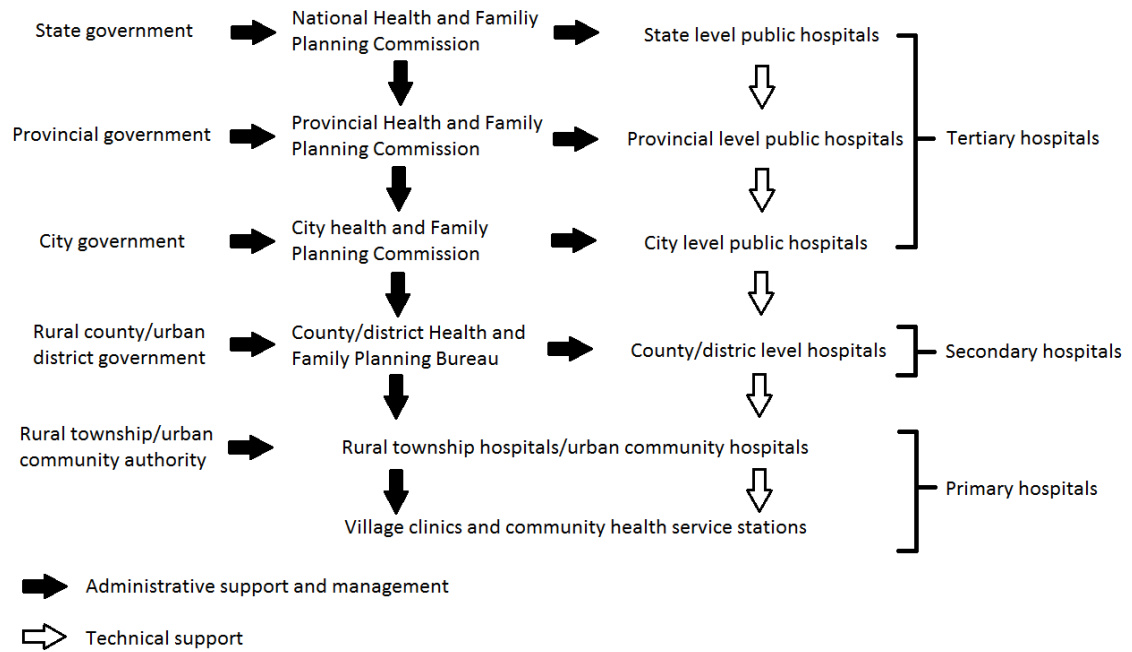 State government
National Health and Familiy
Planning Commission
State level public hospitals
Provincial government
Provincial Health and Family
Planning Commission
Provincial level public hospitals
Tertiary hospitals
City government
City health and Family
Planning Commission
City level public hospitals
Rural county/urban
district government
County/district Health and
Family Planning Bureau
County/distric level hospitals
Secondary hospitals
Rural township/urban
community authority
Rural township hospitals/urban community hospitals
Primary hospitals
Village clinics and community health service stations
Administrative support and management
Technical support